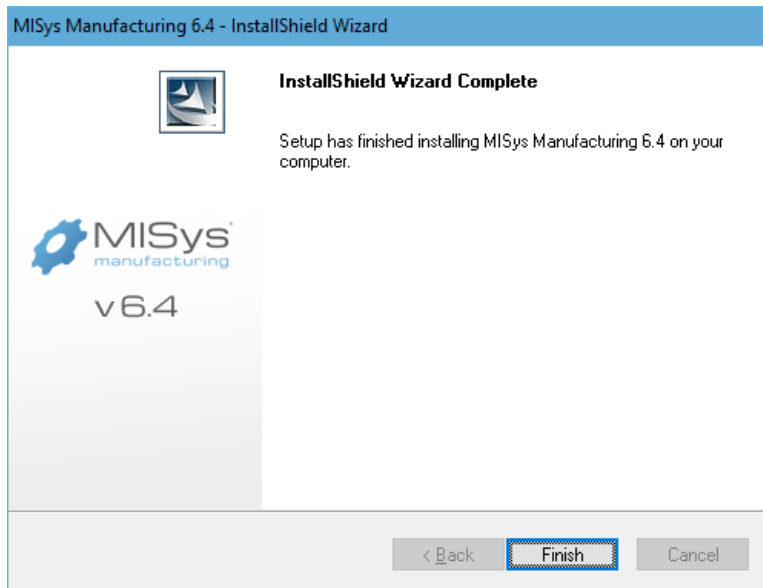 MISys Manufacturing 6.4 - InstallShield Wizard
InstallShield Wizard Complete
Setup has finished installing MISys Manufacturing 6.4 on your
computer.
MISys
manufacturing
v 6.4
< Back
Finish
Cancel